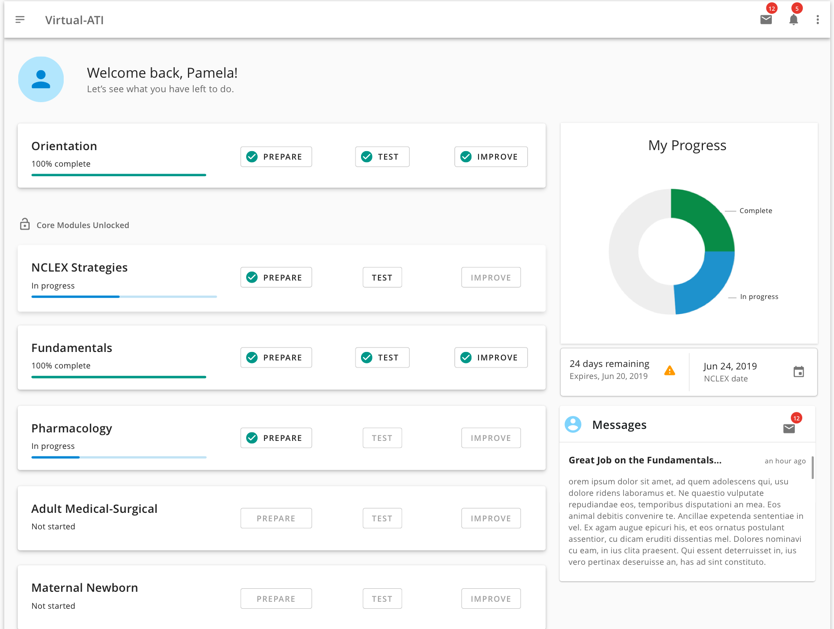 Virtual-ATI
12
5
Welcome back, Pamela!
Let's see what you have left to do.
Orientation
100% complete
PREPARE
TEST
IMPROVE
Core Modules Unlocked
NCLEX Strategies
In progress
PREPARE
TEST
IMPROVE
Fundamentals
100% complete
PREPARE
TEST
IMPROVE
Pharmacology
In progress
PREPARE
TEST
IMPROVE
Adult Medical-Surgical
Not started
PREPARE
TEST
IMPROVE
Maternal Newborn
Not started
PREPARE
TEST
IMPROVE
My Progress
Complete
In progress
24 days remaining
Expires, Jun 20, 2019
Jun 24, 2019
NCLEX date
Messages
12
Great Job on the Fundamentals...
an hour ago
orem ipsum dolor sit amet, ad quem adolescens qui, usu
dolore ridens laboramus et. Ne quaestio vulputate
repudiandae eos, temporibus disputationi an mea. Eos
animal debitis convenire te. Ancillae expetenda sententiae in
vel. Ex agam augue epicuri his, et eos ornatus postulant
assentior, cu dicam eruditi dissentias mel. Dolores nominavi
cu eam, in ius clita praesent. Qui essent deterruisset in, ius
vero pertinax deseruisse an, has ad sint constituto.